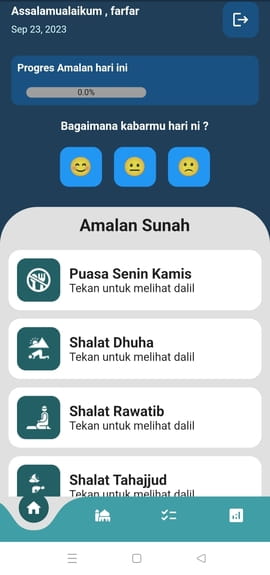 Assalamualaikum , farfar
Sep 23, 2023
Progres Amalan hari ini
0.0%
Bagaimana kabarmu hari ni ?
Amalan Sunah
Puasa Senin Kamis
Tekan untuk melihat dalil
Shalat Dhuha
Tekan untuk melihat dalil
Shalat Rawatib
Tekan untuk melihat dalil
Shalat Tahajjud
Tekan untuk melihat dalil